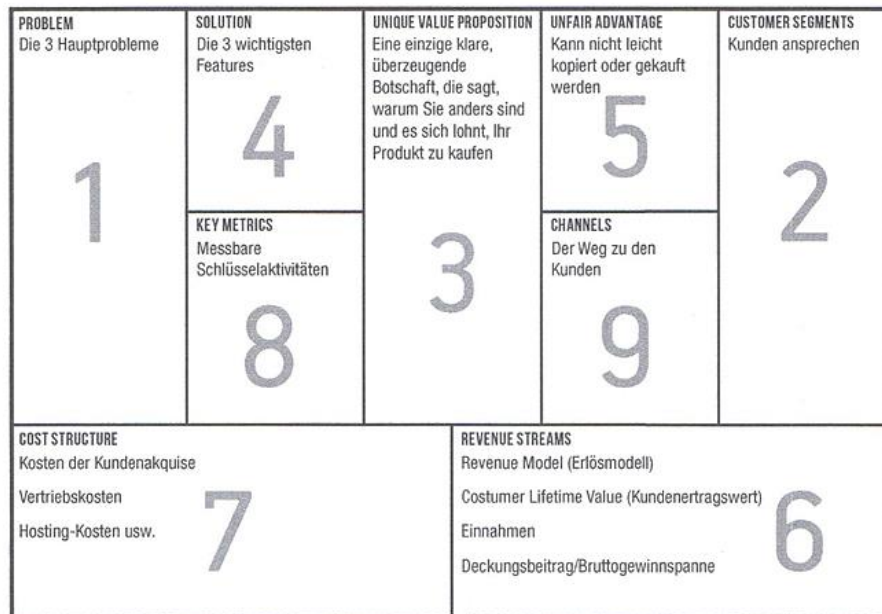 PROBLEM
Die 3 Hauptprobleme
1
SOLUTION
Die 3 wichtigsten
Features
4
KEY METRICS
Messbare
Schlüsselaktivitäten
8
UNIQUE VALUE PROPOSITION
Eine einzige klare,
überzeugende
Botschaft, die sagt,
warum Sie anders sind
und es sich lohnt, Ihr
Produkt zu kaufen
3
UNFAIR ADVANTAGE
Kann nicht leicht
kopiert oder gekauft
werden
5
CHANNELS
Der Weg zu den
Kunden
9
CUSTOMER SEGMENTS
Kunden ansprechen
2
COST STRUCTURE
Kosten der Kundenakquise
Vertriebskosten
Hosting-Kosten usw.
7
REVENUE STREAMS
Revenue Model (Erlösmodell)
Costumer Lifetime Value (Kundenertragswert)
Einnahmen
Deckungsbeitrag/Bruttogewinnspanne
6